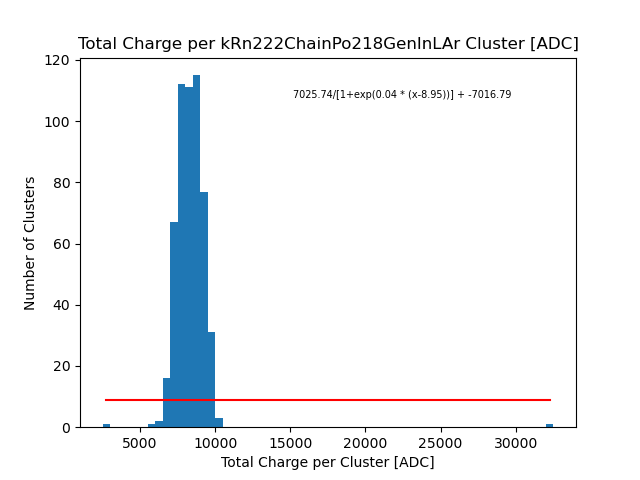 Total Charge per kRn222ChainPo218GenInLAr Cluster [ADC]
7025.74/[1+exp(0.04 * (x-8.95))] + -7016.79
Number of Clusters
120
100
80
60
40
20
0
5000 10000 15000 20000 25000 30000
Total Charge per Cluster [ADC]